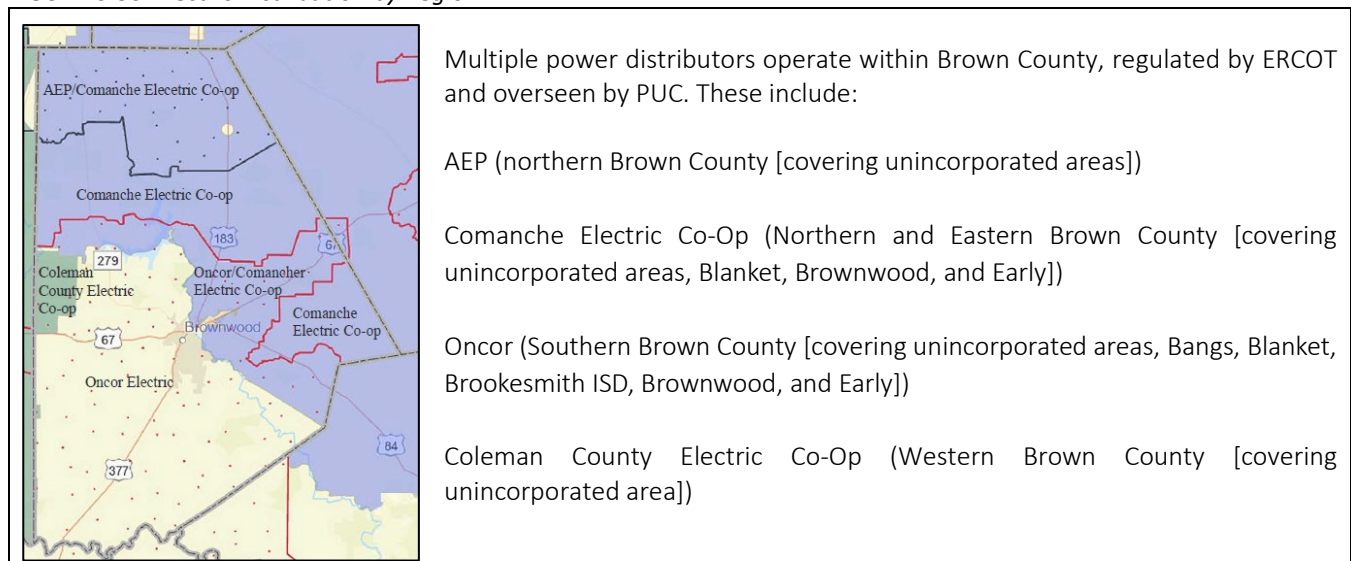 AEP/Comanche Elecetric Co-op
Comanche Electric Co-op
183
67
279
Coleman
County Electric
Co-op
Oncor/Comancher
Electric Co-op
Comanche
Electric Co-op
Brownwood
67
Oncor Electric
84
377
Multiple power distributors operate within Brown County, regulated by ERCOT
and overseen by PUC. These include:
AEP (northern Brown County [covering unincorporated areas])
Comanche Electric Co-Op (Northern and Eastern Brown County [covering
unincorporated areas, Blanket, Brownwood, and Early])
Oncor (Southern Brown County [covering unincorporated areas, Bangs, Blanket,
Brookesmith ISD, Brownwood, and Early])
Coleman County Electric Co-Op (Western Brown County [covering
unincorporated area])